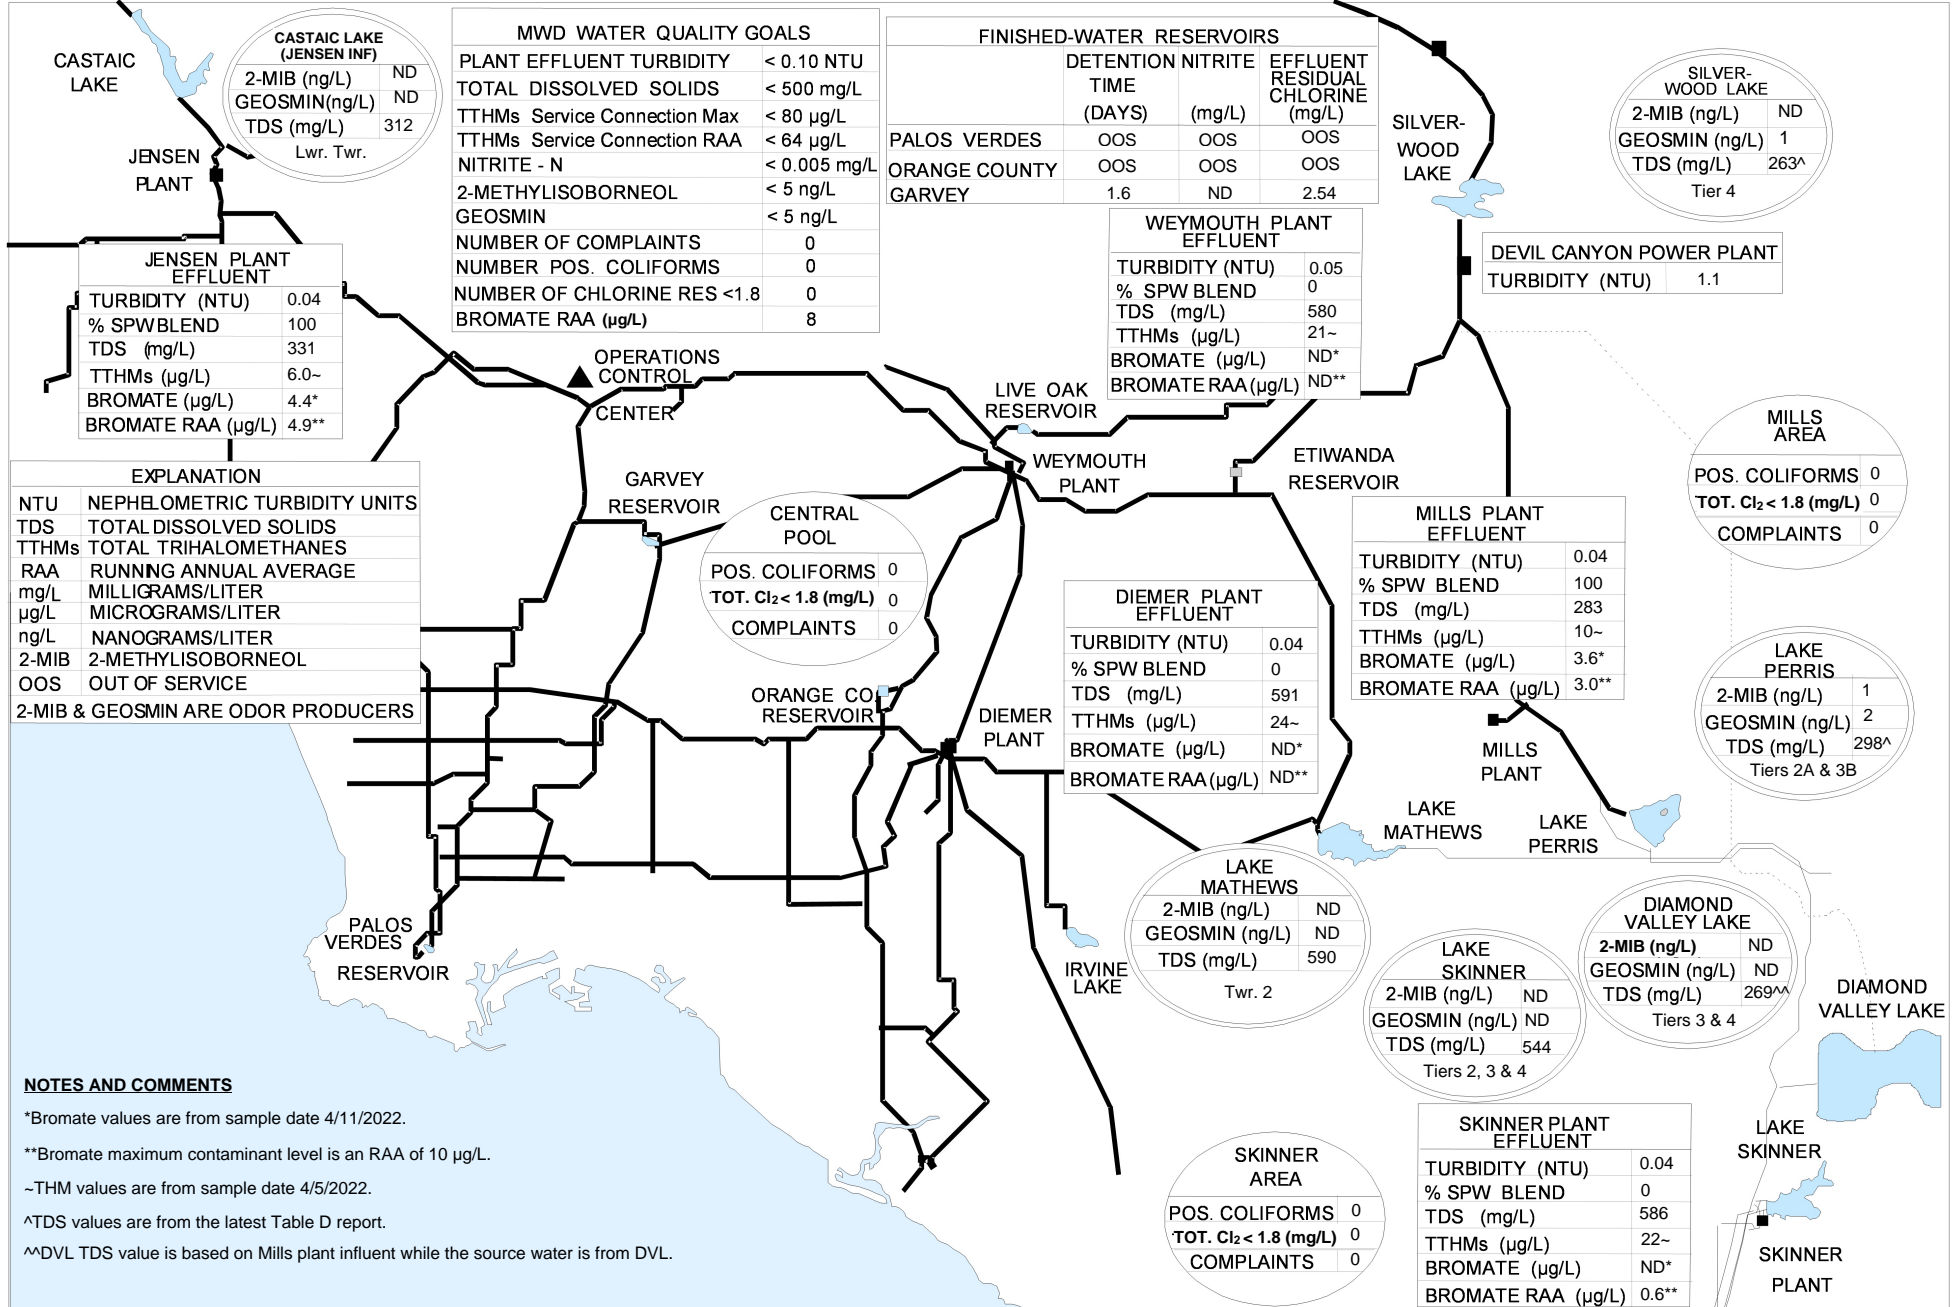 CASTAIC
LAKE
CASTAIC LAKE
(JENSEN INF)
2-MIB (ng/L) ND
GEOSMIN(ng/L) ND
TDS (mg/L) 312
Lwr. Twr.
JENSEN
PLANT
MWD WATER QUALITY GOALS
PLANT EFFLUENT TURBIDITY < 0.10 NTU
TOTAL DISSOLVED SOLIDS < 500 mg/L
TTHMs Service Connection Max < 80 µg/L
TTHMs Service Connection RAA < 64 µg/L
NITRITE - N < 0.005 mg/L
2-METHYLISOBORNEOL < 5 ng/L
GEOSMIN < 5 ng/L
NUMBER OF COMPLAINTS 0
NUMBER POS. COLIFORMS 0
NUMBER OF CHLORINE RES <1.8 0
BROMATE RAA (µg/L) 8
FINISHED-WATER RESERVOIRS
DETENTION NITRITE EFFLUENT
TIME RESIDUAL
CHLORINE
(DAYS) (mg/L) (mg/L)
PALOS VERDES OOS OOS OOS
ORANGE COUNTY OOS OOS OOS
GARVEY 1.6 ND 2.54
SILVER-
WOOD
LAKE
SILVER-
WOOD LAKE
2-MIB (ng/L) ND
GEOSMIN (ng/L) 1
TDS (mg/L) 263^
Tier 4
DEVIL CANYON POWER PLANT
TURBIDITY (NTU) 1.1
WEYMOUTH PLANT
EFFLUENT
TURBIDITY (NTU) 0.05
% SPW BLEND 0
TDS (mg/L) 580
TTHMs (µg/L) 21~
BROMATE (µg/L) ND*
BROMATE RAA (µg/L) ND**
JENSEN PLANT
EFFLUENT
TURBIDITY (NTU) 0.04
% SPW BLEND 100
TDS (mg/L) 331
TTHMs (µg/L) 6.0~
BROMATE (µg/L) 4.4*
BROMATE RAA (µg/L) 4.9**
OPERATIONS
CONTROL
CENTER
LIVE OAK
RESERVOIR
WEYMOUTH
PLANT
ETIWANDA
RESERVOIR
GARVEY
RESERVOIR
EXPLANATION
NTU NEPHELOMETRIC TURBIDITY UNITS
TDS TOTAL DISSOLVED SOLIDS
TTHMs TOTAL TRIHALOMETHANES
RAA RUNNING ANNUAL AVERAGE
mg/L MILLIGRAMS/LITER
µg/L MICROGRAMS/LITER
ng/L NANOGRAMS/LITER
2-MIB 2-METHYLISOBORNEOL
OOS OUT OF SERVICE
2-MIB & GEOSMIN ARE ODOR PRODUCERS
CENTRAL
POOL
POS. COLIFORMS 0
TOT. Cl2 < 1.8 (mg/L) 0
COMPLAINTS 0
MILLS
AREA
POS. COLIFORMS 0
TOT. Cl2 < 1.8 (mg/L) 0
COMPLAINTS 0
MILLS PLANT
EFFLUENT
TURBIDITY (NTU) 0.04
% SPW BLEND 100
TDS (mg/L) 283
TTHMs (µg/L) 10~
BROMATE (µg/L) 3.6*
BROMATE RAA (µg/L) 3.0**
DIEMER PLANT
EFFLUENT
TURBIDITY (NTU) 0.04
% SPW BLEND 0
TDS (mg/L) 591
TTHMs (µg/L) 24~
BROMATE (µg/L) ND*
BROMATE RAA (µg/L) ND**
LAKE
PERRIS
2-MIB (ng/L) 1
GEOSMIN (ng/L) 2
TDS (mg/L) 298^
Tiers 2A & 3B
ORANGE CO
RESERVOIR
DIEMER
PLANT
MILLS
PLANT
LAKE
MATHEWS
LAKE
PERRIS
PALOS
VERDES
RESERVOIR
IRVINE
LAKE
LAKE
MATHEWS
2-MIB (ng/L) ND
GEOSMIN (ng/L) ND
TDS (mg/L) 590
Twr. 2
DIAMOND
VALLEY LAKE
2-MIB (ng/L) ND
GEOSMIN (ng/L) ND
TDS (mg/L) 269^^
Tiers 3 & 4
LAKE
SKINNER
2-MIB (ng/L) ND
GEOSMIN (ng/L) ND
TDS (mg/L) 544
Tiers 2, 3 & 4
DIAMOND
VALLEY LAKE
NOTES AND COMMENTS
*Bromate values are from sample date 4/11/2022.
**Bromate maximum contaminant level is an RAA of 10 µg/L.
~THM values are from sample date 4/5/2022.
^TDS values are from the latest Table D report.
^^DVL TDS value is based on Mills plant influent while the source water is from DVL.
SKINNER
AREA
POS. COLIFORMS 0
TOT. Cl2 < 1.8 (mg/L) 0
COMPLAINTS 0
SKINNER PLANT
EFFLUENT
TURBIDITY (NTU) 0.04
% SPW BLEND 0
TDS (mg/L) 586
TTHMs (µg/L) 22~
BROMATE (µg/L) ND*
BROMATE RAA (µg/L) 0.6**
LAKE
SKINNER
SKINNER
PLANT